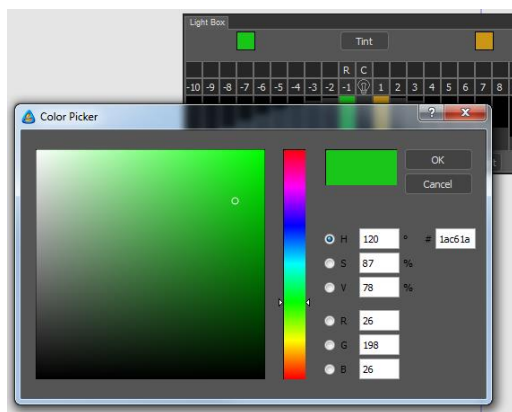 Light Box
Tint
R C
-10 -9 -8 -7 -6 -5 -4 -3 -2 -1 1 2 3 4 5 6 7 8
Color Picker
?
OK
Cancel
H 120 ° # 1ac61a
S 87 %
V 78 %
R 26
G 198
B 26